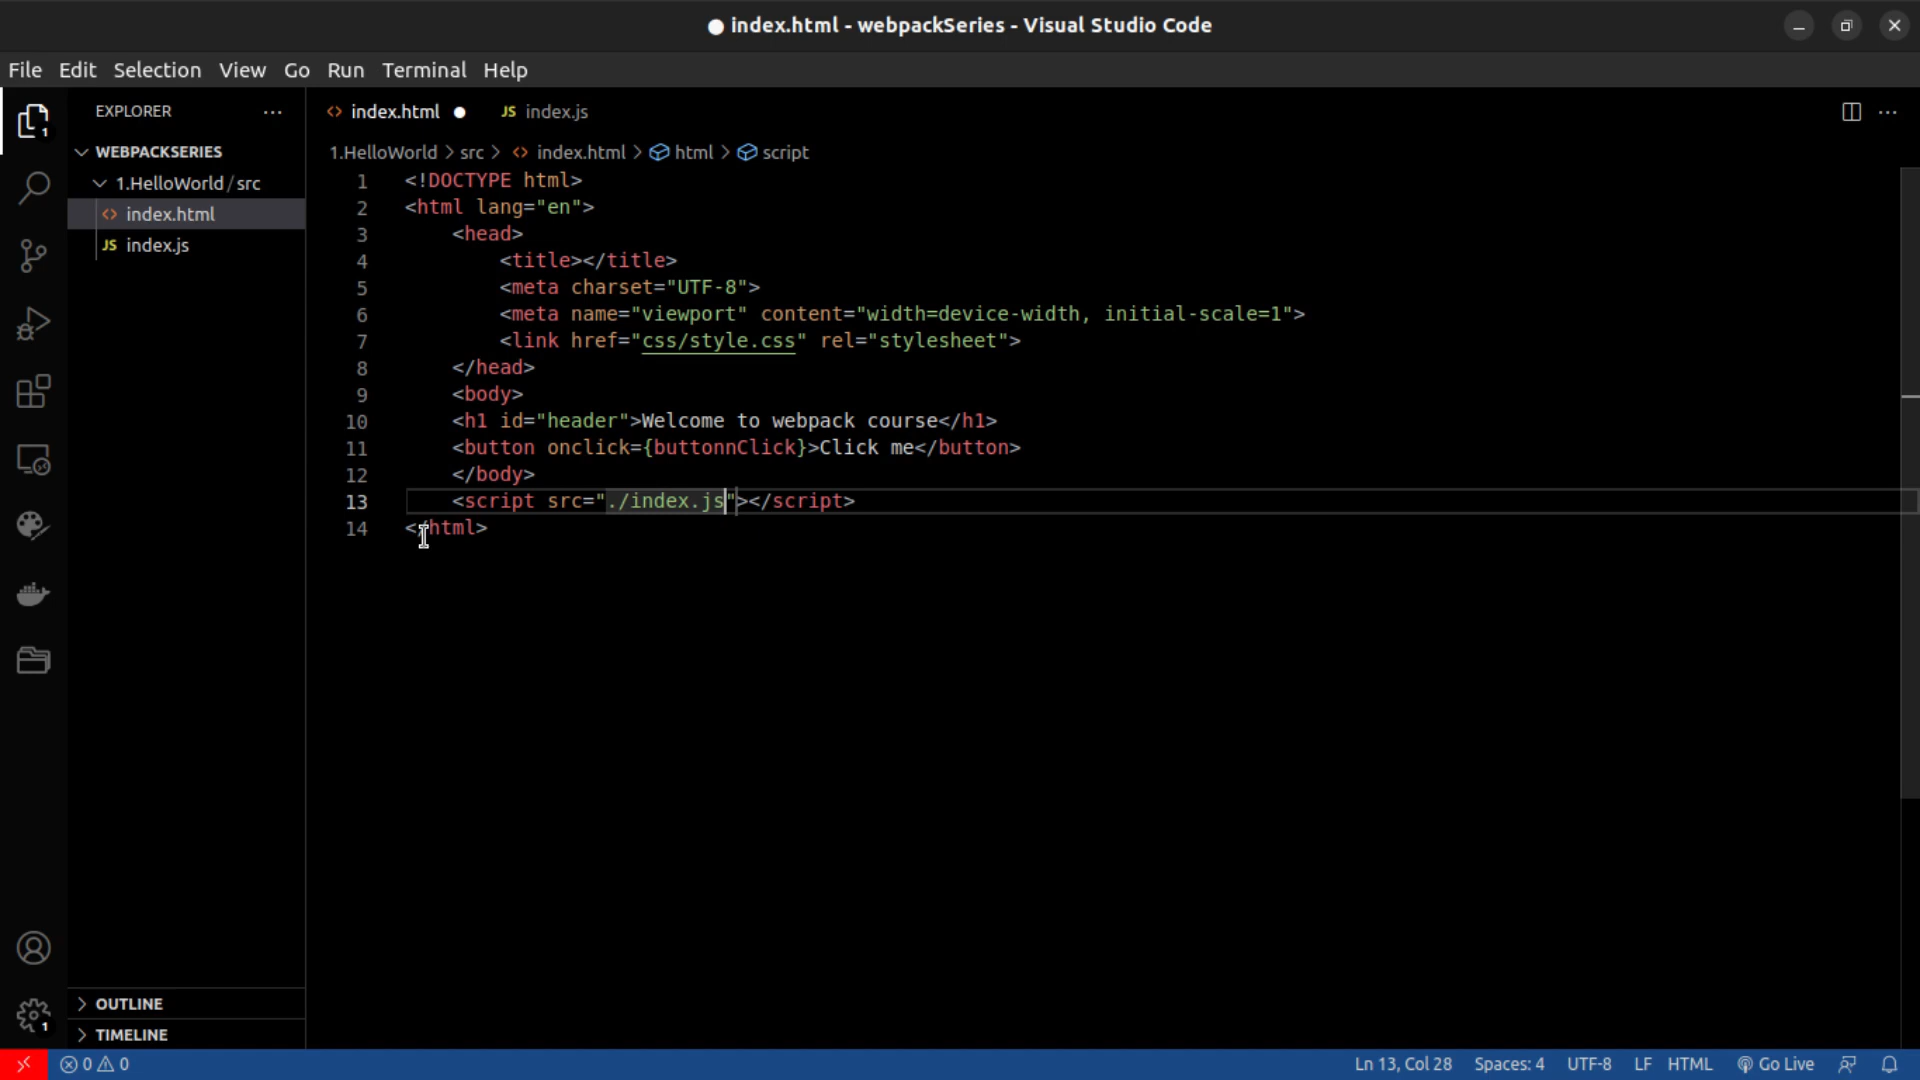 index.html - webpackSeries - Visual Studio Code
File Edit Selection View Go Run Terminal Help
EXPLORER
index.html
JS index.js
WEBPACKSERIES
1.HelloWorld / src
index.html
JS index.js
1
1.HelloWorld > src > <> index.html > html > script
1 <!DOCTYPE html>
2 <html lang="en">
3 <head>
4 <title></title>
5 <meta charset="UTF-8">
6 <meta name="viewport" content="width=device-width, initial-scale=1">
7 <link href="css/style.css" rel="stylesheet">
8 </head>
9 <body>
10 <h1 id="header">Welcome to webpack course</h1>
11 <button onclick={buttonnClick}>Click me</button>
12 </body>
13 <script src="./index.js"></script>
14 </html>
OUTLINE
TIMELINE
1
0 0
Ln 13, Col 28 Spaces: 4 UTF-8 LF HTML Go Live